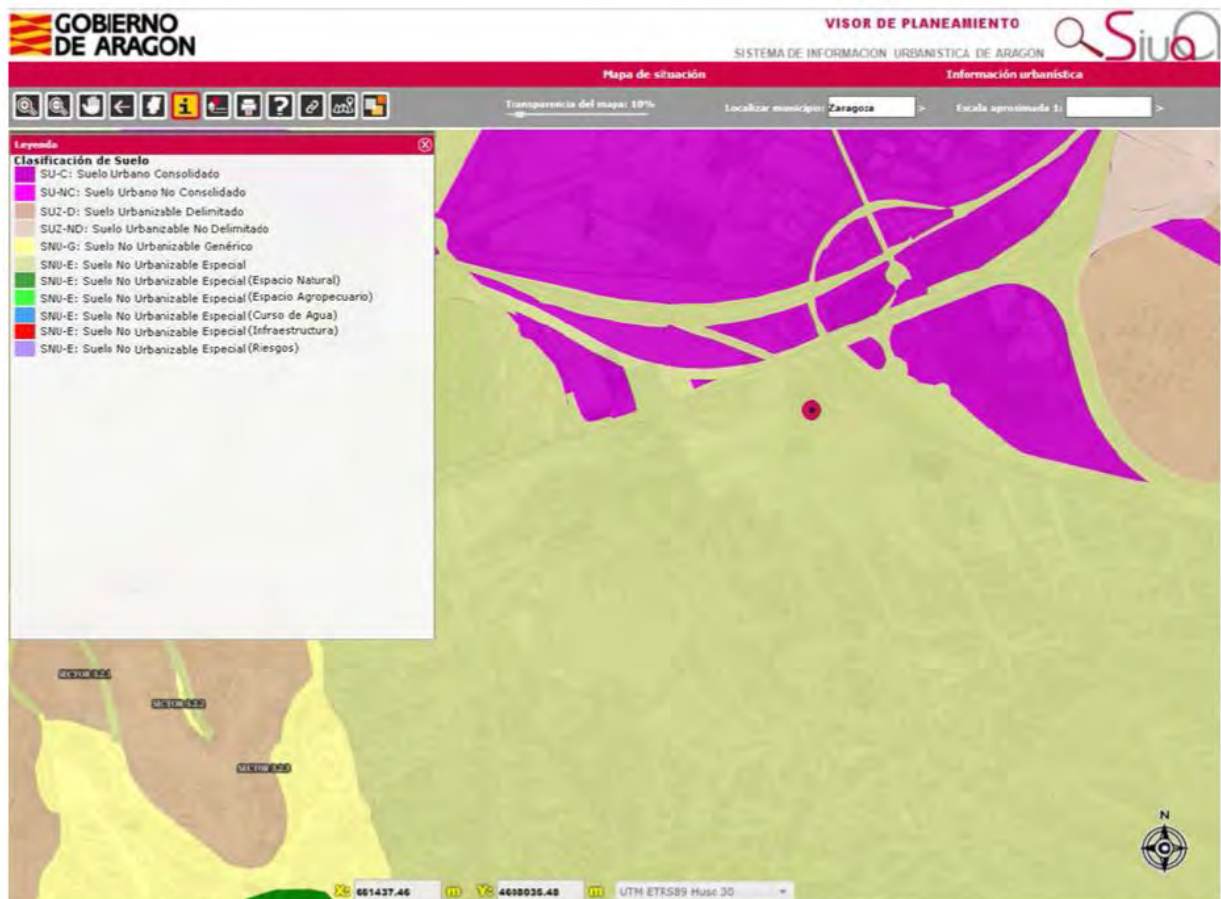 GOBIERNO
DE ARAGON
VISOR DE PLANEAMIENTO
SISTEMA DE INFORMACION URBANISTICA DE ARAGON
Siua
Mapa de situación
Información urbanística
Transparencia del mapa: 10%
Localizar municipio: Zaragoza >
Escala aproximada 1: >
Leyenda
Clasificación de Suelo
SU-C: Suelo Urbano Consolidado
SU-NC: Suelo Urbano No Consolidado
SUZ-D: Suelo Urbanizable Delimitado
SUZ-ND: Suelo Urbanizable No Delimitado
SNU-G: Suelo No Urbanizable Genérico
SNU-E: Suelo No Urbanizable Especial
SNU-E: Suelo No Urbanizable Especial (Espacio Natural)
SNU-E: Suelo No Urbanizable Especial (Espacio Agropecuario)
SNU-E: Suelo No Urbanizable Especial (Curso de Agua)
SNU-E: Suelo No Urbanizable Especial (Infraestructura)
SNU-E: Suelo No Urbanizable Especial (Riesgos)
SECTOR
SECTOR
SECTOR
N
X: m Y: m UTM ETRS89 Huso 30